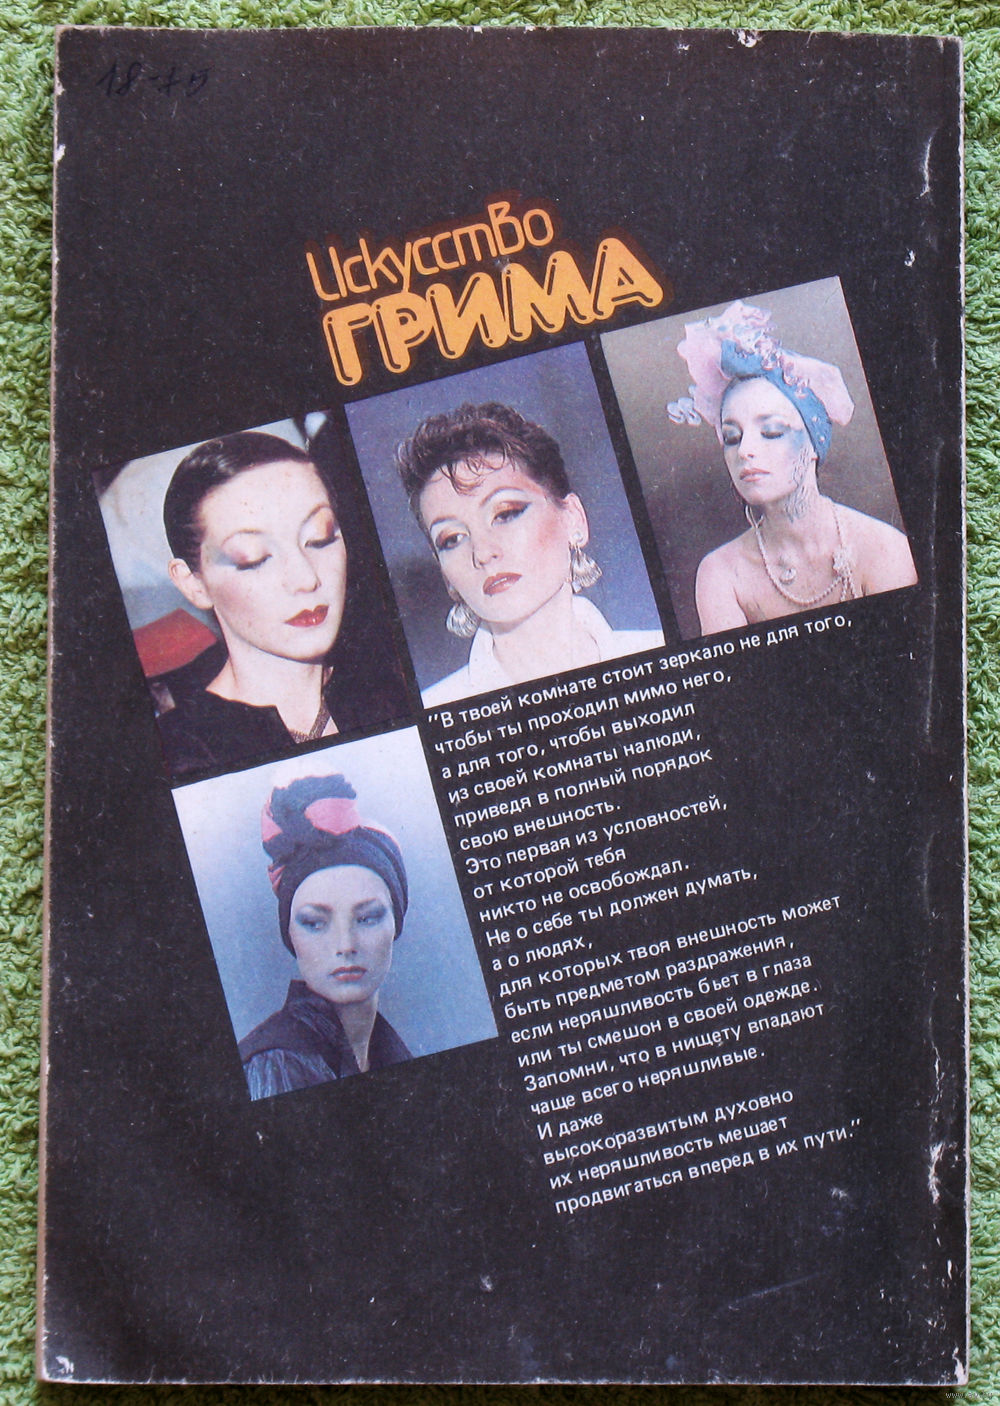 18-75
Искусство
ГРИМА
"В твоей комнате стоит зеркало не для того,
чтобы ты проходил мимо него,
а для того, чтобы выходил
из своей комнаты налюди,
приведя в полный порядок
свою внешность.
Это первая из условностей,
от которой тебя
никто не освобождал.
Не о себе ты должен думать,
а о людях,
для которых твоя внешность может
быть предметом раздражения,
если неряшливость бьет в глаза
или ты смешон в своей одежде.
Запомни, что в нищету впадают
чаще всего неряшливые.
И даже
высокоразвитым духовно
их неряшливость мешает
продвигаться вперед в их пути."